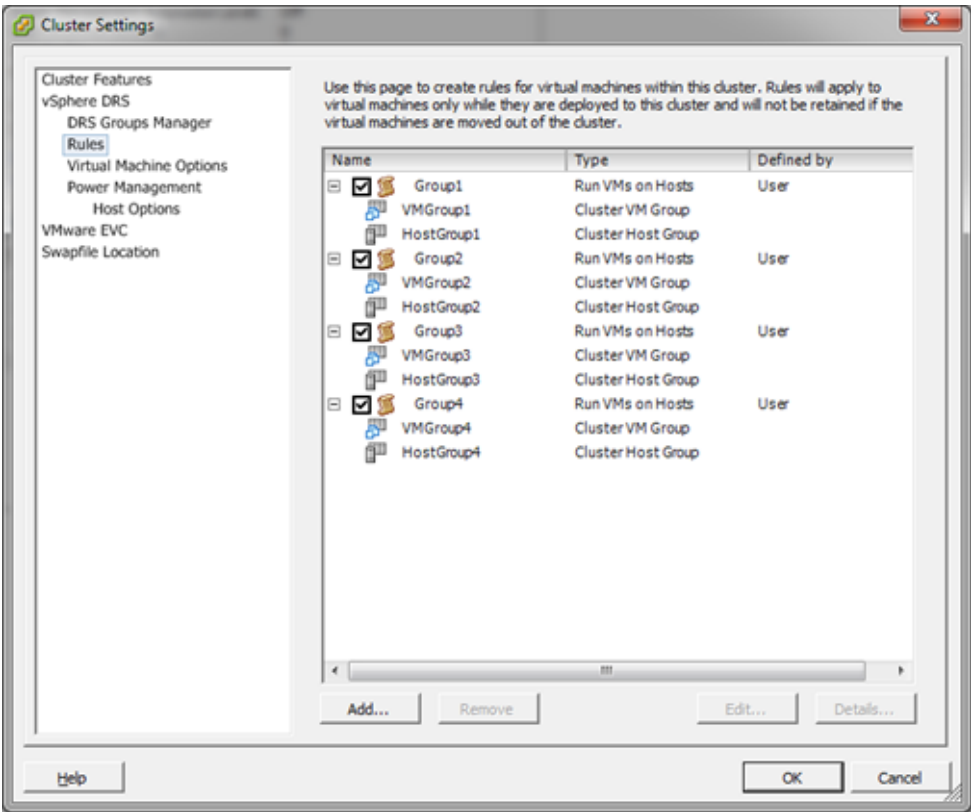 Cluster Settings
Cluster Features
vSphere DRS
DRS Groups Manager
Rules
Virtual Machine Options
Power Management
Host Options
VMware EVC
Swapfile Location
Use this page to create rules for virtual machines within this cluster. Rules will apply to
virtual machines only while they are deployed to this cluster and will not be retained if the
virtual machines are moved out of the cluster.
Name Type Defined by
Group1 Run VMs on Hosts User
VMGroup1 Cluster VM Group
HostGroup1 Cluster Host Group
Group2 Run VMs on Hosts User
VMGroup2 Cluster VM Group
HostGroup2 Cluster Host Group
Group3 Run VMs on Hosts User
VMGroup3 Cluster VM Group
HostGroup3 Cluster Host Group
Group4 Run VMs on Hosts User
VMGroup4 Cluster VM Group
HostGroup4 Cluster Host Group
Add... Remove Edit... Details...
Help OK Cancel